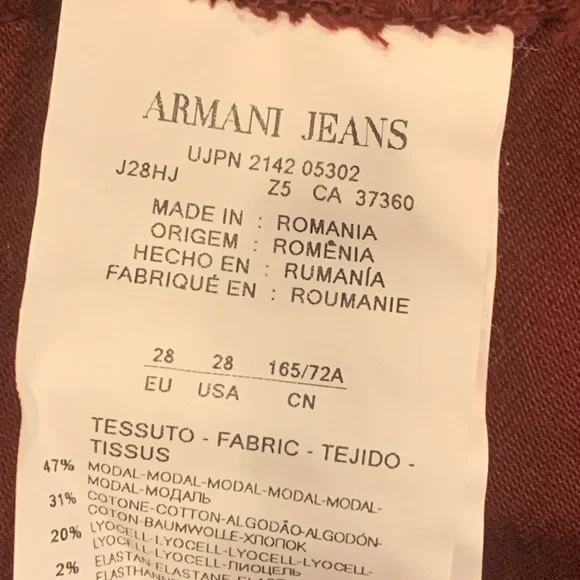 ARMANI JEANS
UJPN 2142 05302
J28HJ Z5 CA 37360
MADE IN : ROMANIA
ORIGEM : ROMÊNIA
HECHO EN : RUMANÍA
FABRIQUÉ EN : ROUMANIE
28 28 165/72A
EU USA CN
TESSUTO - FABRIC - TEJIDO -
TISSUS
47% MODAL-MODAL-MODAL-MODAL-MODAL-
MODAL-МОДАЛЬ
31% COTONE-COTTON-ALGODÃO-ALGODÓN-
COTON-BAUMWOLLE-ХЛОПОК
20% LYOCELL-LYOCELL-LYOCELL-LYOCELL-
LYOCELL-LYOCELL-ЛИОЦЕЛЬ
2% ELASTAN-ELASTANE-
ELASTHANNE